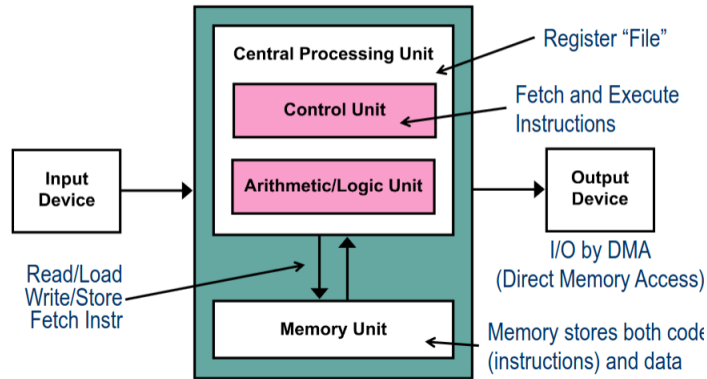 Central Processing Unit
Register “File”
Control Unit
Fetch and Execute
Instructions
Input
Device
Arithmetic/Logic Unit
Output
Device
I/O by DMA
(Direct Memory Access)
Read/Load
Write/Store
Fetch Instr
Memory Unit
Memory stores both code
(instructions) and data